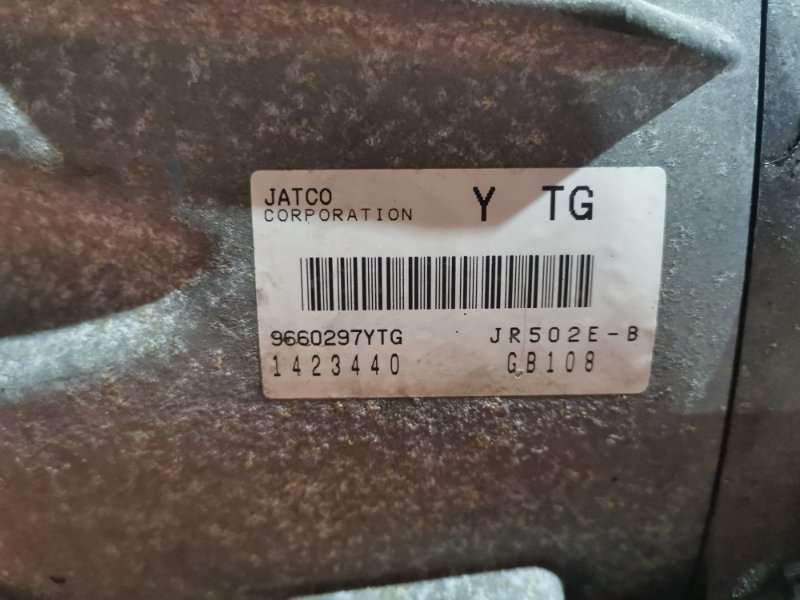 JATCO Y TG
CORPORATION
9660297YTG JR502E-B
1423440 GB108